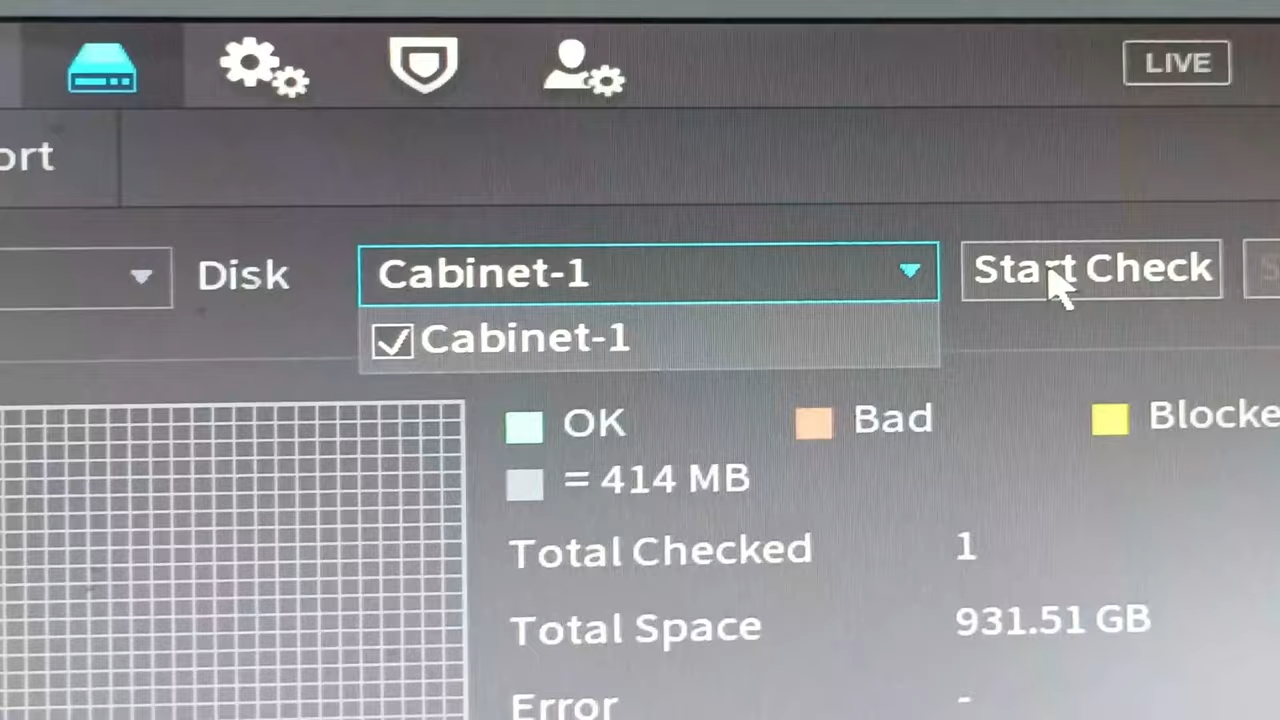 LIVE
ort
Disk
Cabinet-1
Start Check
Cabinet-1
OK
Bad
Blocke
= 414 MB
Total Checked
1
Total Space
931.51 GB
Error
-